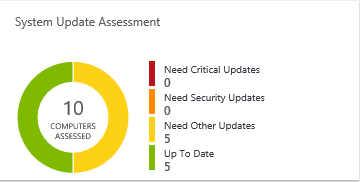 System Update Assessment
10
COMPUTERS
ASSESSED
Need Critical Updates
0
Need Security Updates
0
Need Other Updates
5
Up To Date
5